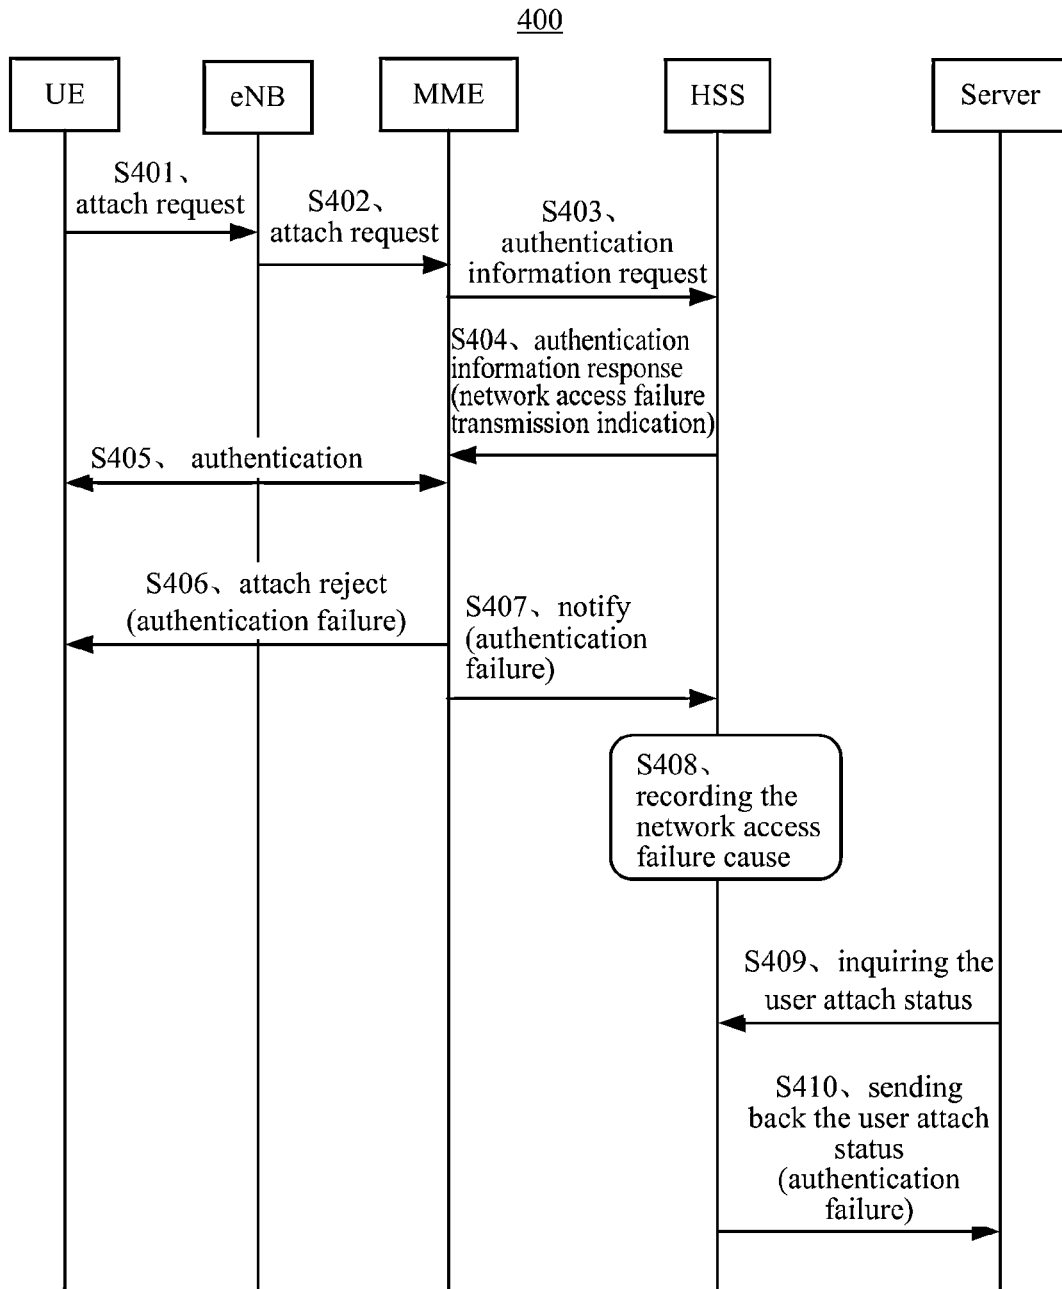 400
UE
eNB
MME
HSS
Server
S401、
attach request
S402、
attach request
S403、
authentication
information request
S404、authentication
information response
(network access failure
transmission indication)
S405、 authentication
S406、attach reject
(authentication failure)
S407、notify
(authentication
failure)
S408、
recording the
network access
failure cause
S409、inquiring the
user attach status
S410、sending
back the user attach
status
(authentication
failure)